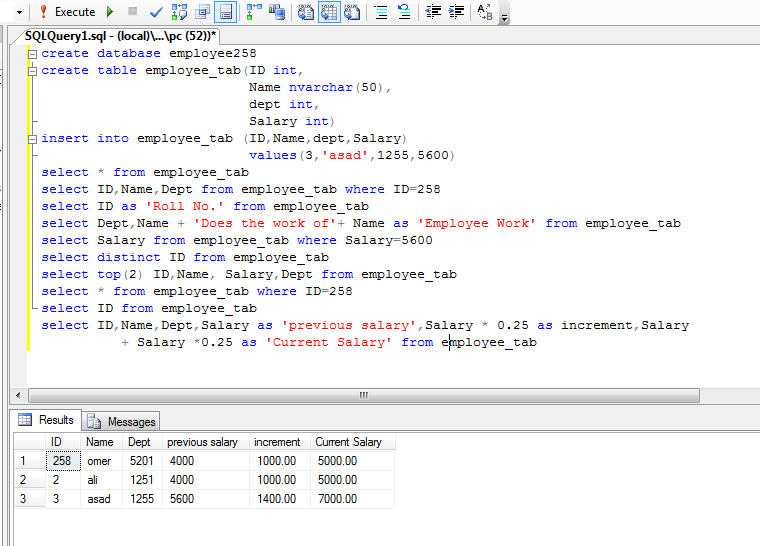 Execute
SQLQuery1.sql - (local)\...\pc (52))*
create database employee258
create table employee_tab(ID int,
Name nvarchar(50),
dept int,
Salary int)
insert into employee_tab (ID,Name,dept,Salary)
values(3,'asad',1255,5600)
select * from employee_tab
select ID,Name,Dept from employee_tab where ID=258
select ID as 'Roll No.' from employee_tab
select Dept,Name + 'Does the work of'+ Name as 'Employee Work' from employee_tab
select Salary from employee_tab where Salary=5600
select distinct ID from employee_tab
select top(2) ID,Name, Salary,Dept from employee_tab
select * from employee_tab where ID=258
select ID from employee_tab
select ID,Name,Dept,Salary as 'previous salary',Salary * 0.25 as increment,Salary
+ Salary *0.25 as 'Current Salary' from employee_tab
Results Messages
ID Name Dept previous salary increment Current Salary
1 258 omer 5201 4000 1000.00 5000.00
2 2 ali 1251 4000 1000.00 5000.00
3 3 asad 1255 5600 1400.00 7000.00